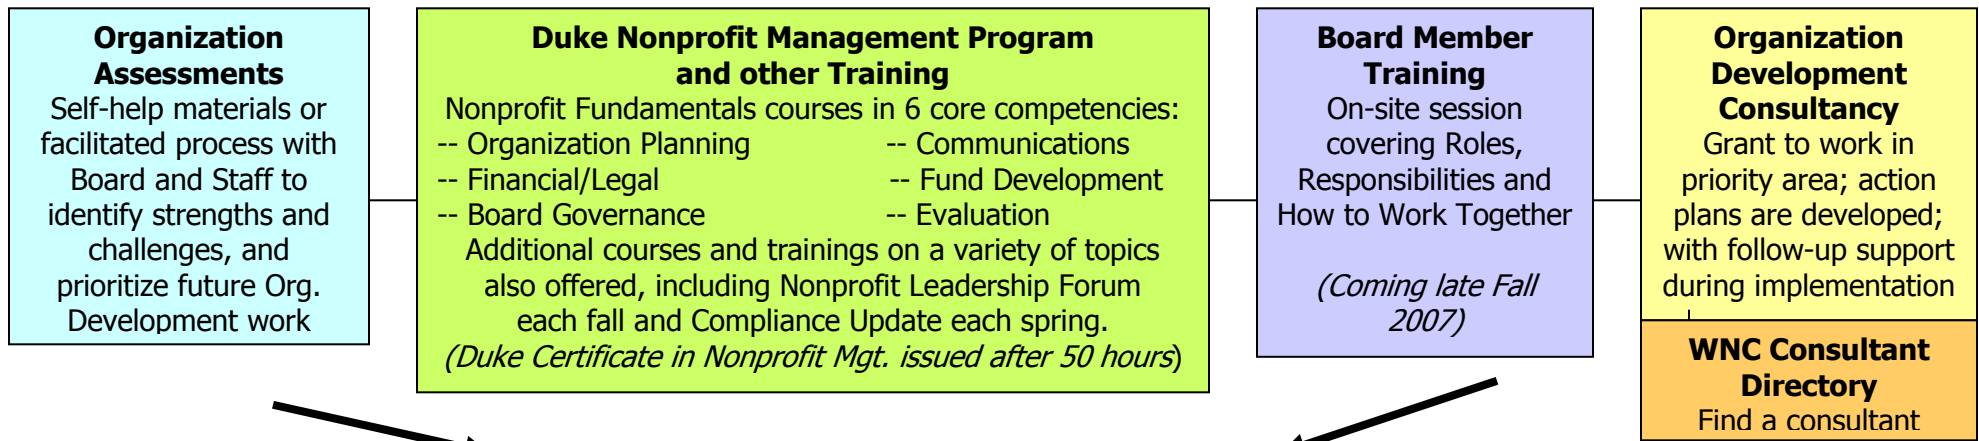 Organization
Assessments
Self-help materials or
facilitated process with
Board and Staff to
identify strengths and
challenges, and
prioritize future Org.
Development work
Duke Nonprofit Management Program
and other Training
Nonprofit Fundamentals courses in 6 core competencies:
-- Organization Planning -- Communications
-- Financial/Legal -- Fund Development
-- Board Governance -- Evaluation
Additional courses and trainings on a variety of topics
also offered, including Nonprofit Leadership Forum
each fall and Compliance Update each spring.
(Duke Certificate in Nonprofit Mgt. issued after 50 hours)
Board Member
Training
On-site session
covering Roles,
Responsibilities and
How to Work Together
(Coming late Fall
2007)
Organization
Development
Consultancy
Grant to work in
priority area; action
plans are developed;
with follow-up support
during implementation
WNC Consultant
Directory
Find a consultant